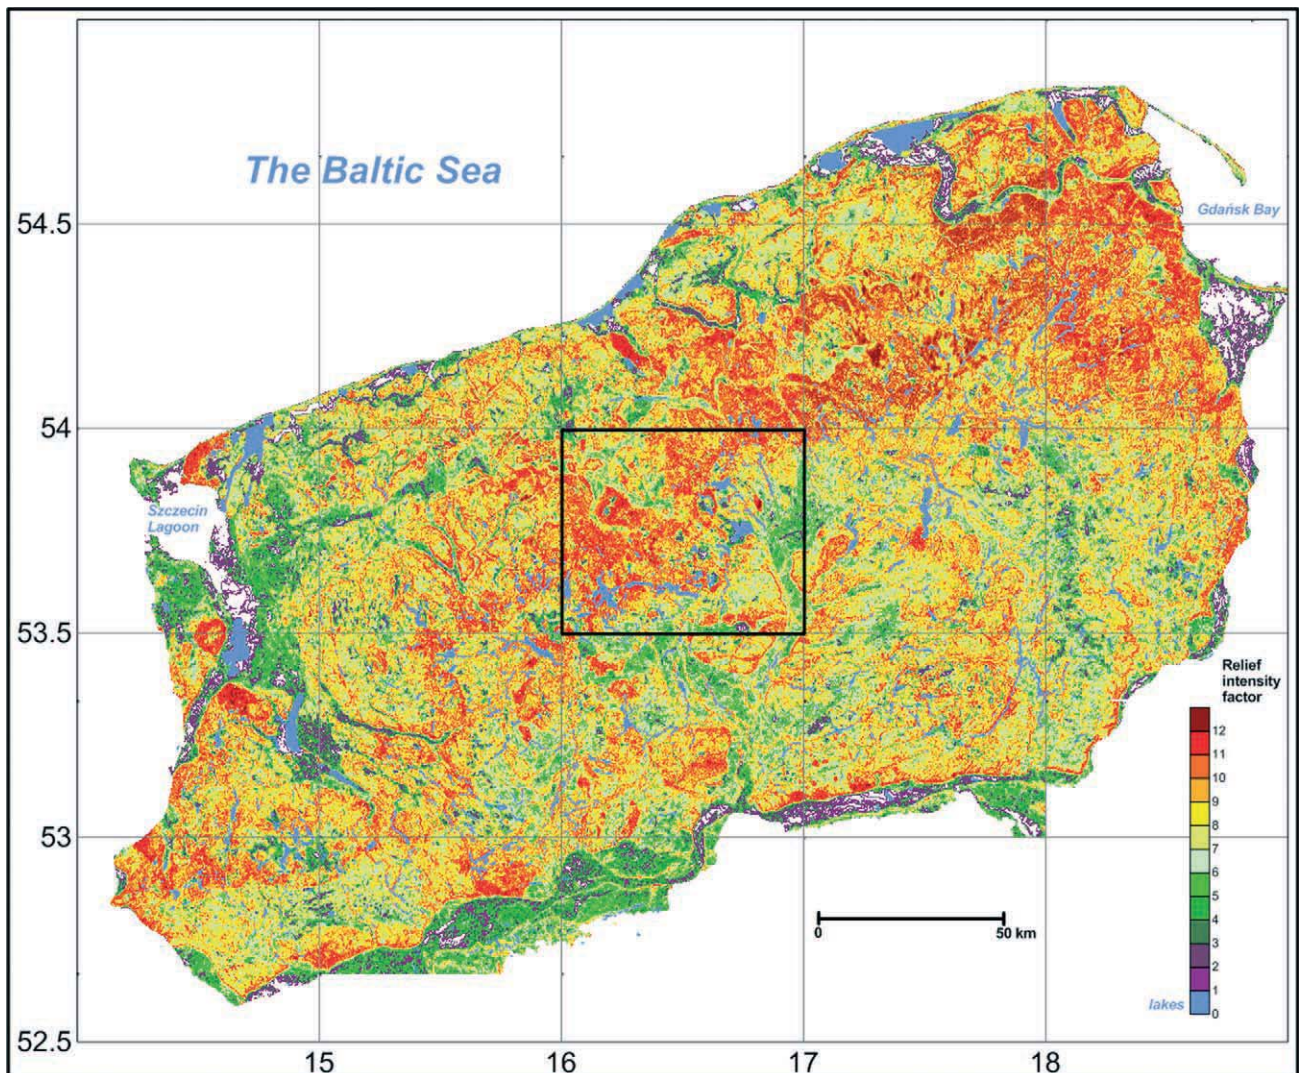 The Baltic Sea
54.5
Gdańsk Bay
54
Szczecin
Lagoon
53.5
Relief
intensity
factor
12
11
10
9
8
7
6
5
4
3
2
1
lakes 0
53
0 50 km
52.5
15 16 17 18